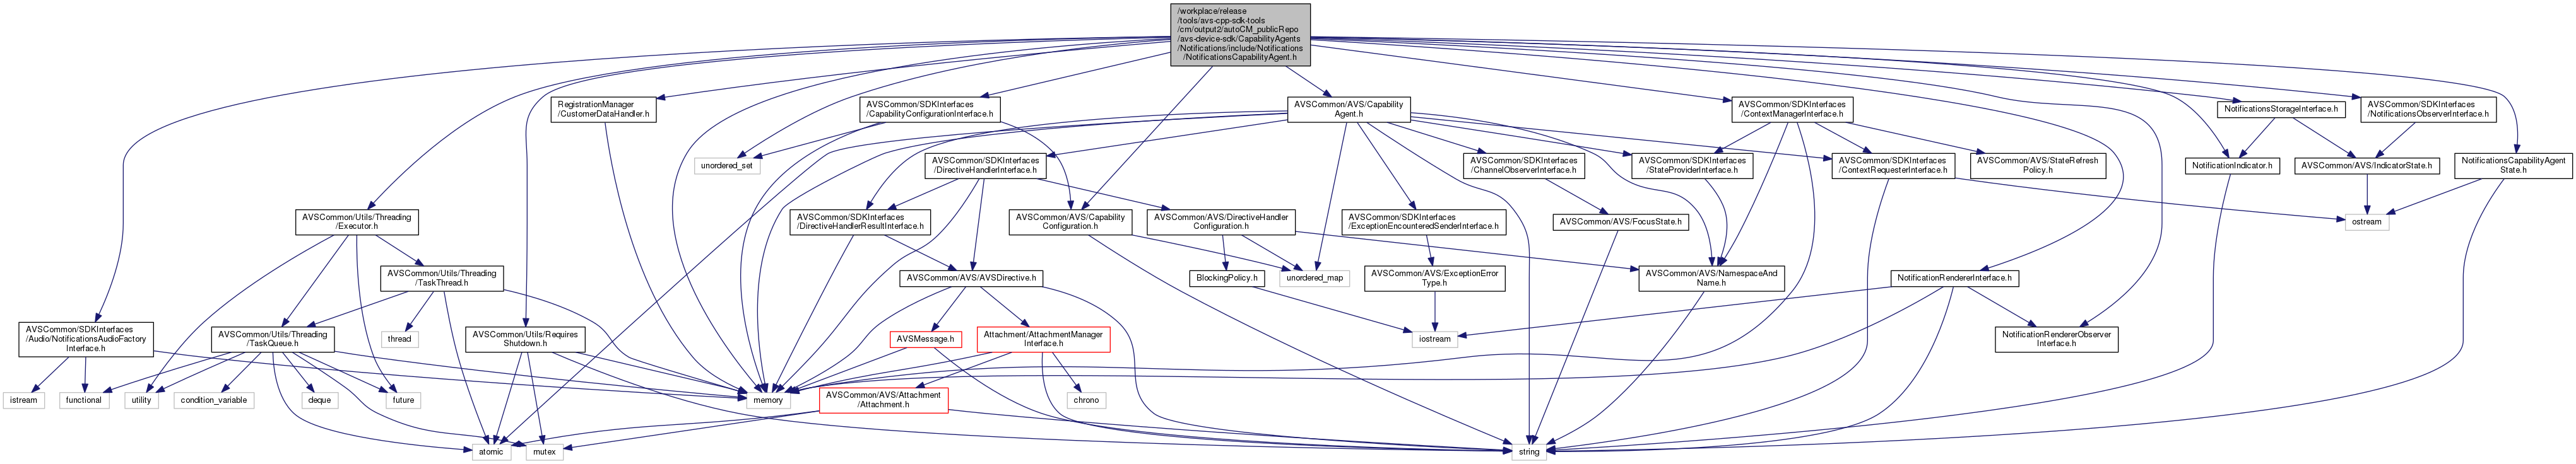 /workplace/release
/tools/avs-cpp-sdk-tools
/cm/output2/autoCM_publicRepo
/avs-device-sdk/CapabilityAgents
/Notifications/include/Notifications
/NotificationsCapabilityAgent.h
RegistrationManager
/CustomerDataHandler.h
AVSCommon/SDKInterfaces
/CapabilityConfigurationInterface.h
AVSCommon/AVS/Capability
Agent.h
AVSCommon/SDKInterfaces
/ContextManagerInterface.h
NotificationsStorageInterface.h
AVSCommon/SDKInterfaces
/NotificationsObserverInterface.h
unordered_set
AVSCommon/SDKInterfaces
/DirectiveHandlerInterface.h
AVSCommon/SDKInterfaces
/ChannelObserverInterface.h
AVSCommon/SDKInterfaces
/StateProviderInterface.h
AVSCommon/SDKInterfaces
/ContextRequesterInterface.h
AVSCommon/AVS/StateRefresh
Policy.h
NotificationIndicator.h
AVSCommon/AVS/IndicatorState.h
NotificationsCapabilityAgent
State.h
AVSCommon/Utils/Threading
/Executor.h
AVSCommon/SDKInterfaces
/DirectiveHandlerResultInterface.h
AVSCommon/AVS/Capability
Configuration.h
AVSCommon/AVS/DirectiveHandler
Configuration.h
AVSCommon/SDKInterfaces
/ExceptionEncounteredSenderInterface.h
AVSCommon/AVS/FocusState.h
ostream
AVSCommon/Utils/Threading
/TaskThread.h
AVSCommon/AVS/AVSDirective.h
BlockingPolicy.h
unordered_map
AVSCommon/AVS/ExceptionError
Type.h
AVSCommon/AVS/NamespaceAnd
Name.h
NotificationRendererInterface.h
AVSCommon/SDKInterfaces
/Audio/NotificationsAudioFactory
Interface.h
AVSCommon/Utils/Threading
/TaskQueue.h
thread
AVSCommon/Utils/Requires
Shutdown.h
AVSMessage.h
Attachment/AttachmentManager
Interface.h
iostream
NotificationRendererObserver
Interface.h
istream
functional
utility
condition_variable
deque
future
memory
AVSCommon/AVS/Attachment
/Attachment.h
chrono
atomic
mutex
string